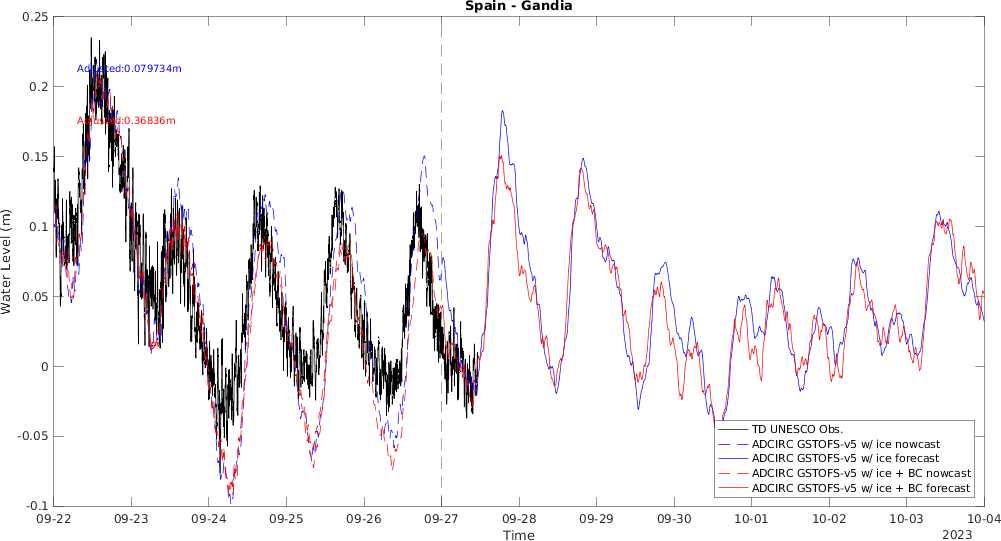 Spain - Gandia
0.25
0.2
0.15
0.1
0.05
0
-0.05
-0.1
Water Level (m)
Adjusted:0.079734m
Adjusted:0.36836m
TD UNESCO Obs.
ADCIRC GSTOFS-v5 w/ ice nowcast
ADCIRC GSTOFS-v5 w/ ice forecast
ADCIRC GSTOFS-v5 w/ ice + BC nowcast
ADCIRC GSTOFS-v5 w/ ice + BC forecast
09-22 09-23 09-24 09-25 09-26 09-27 09-28 09-29 09-30 10-01 10-02 10-03 10-04
Time
2023